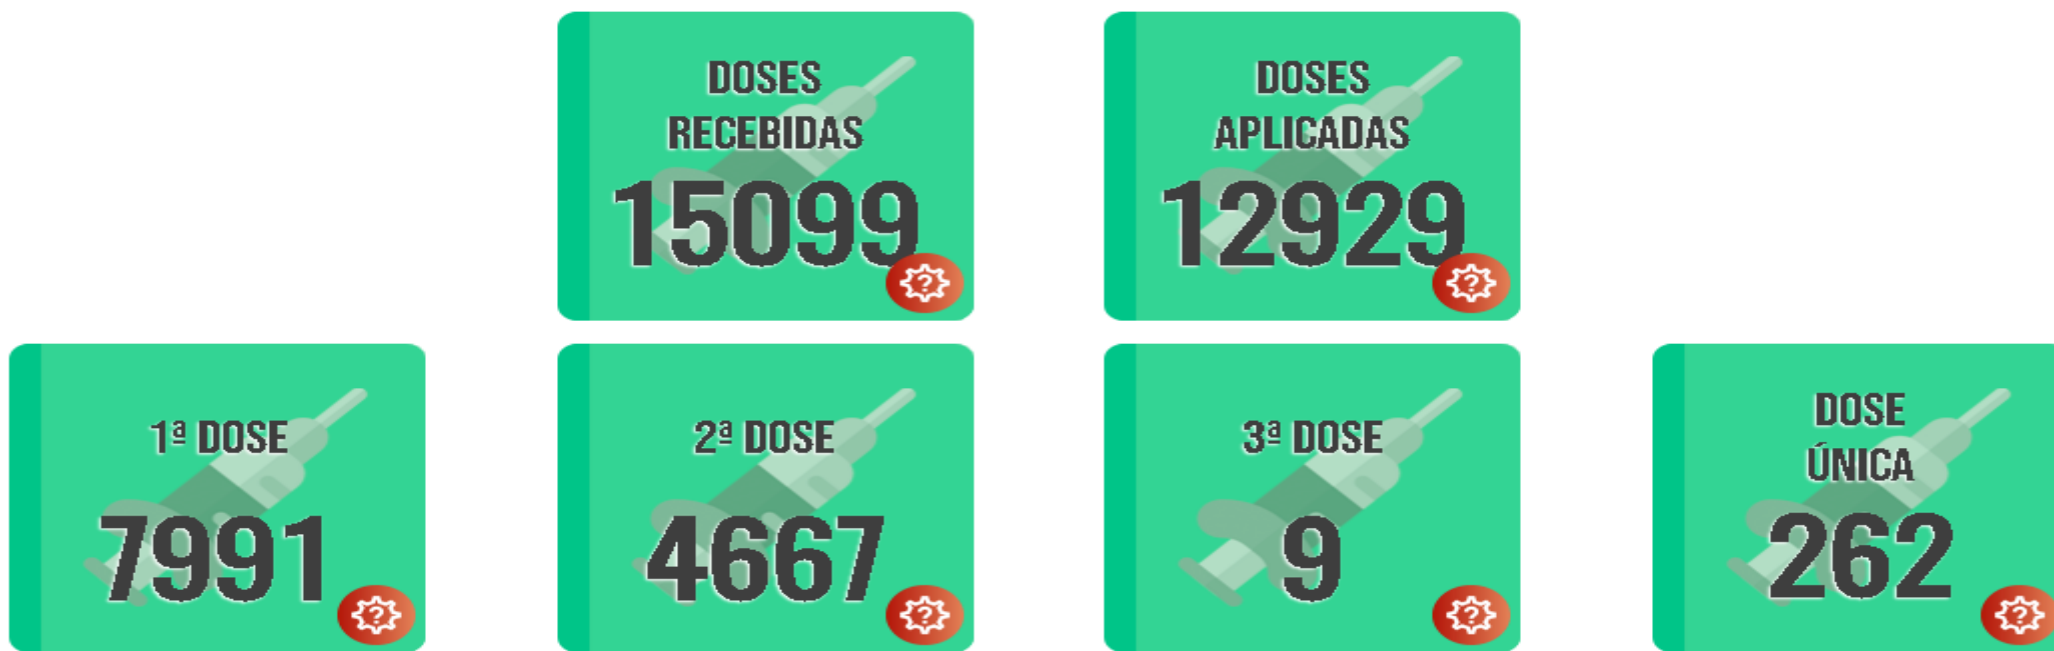 DOSES
RECEBIDAS
15099
DOSES
APLICADAS
12929
1ª DOSE
7991
2ª DOSE
4667
3ª DOSE
9
DOSE
ÚNICA
262